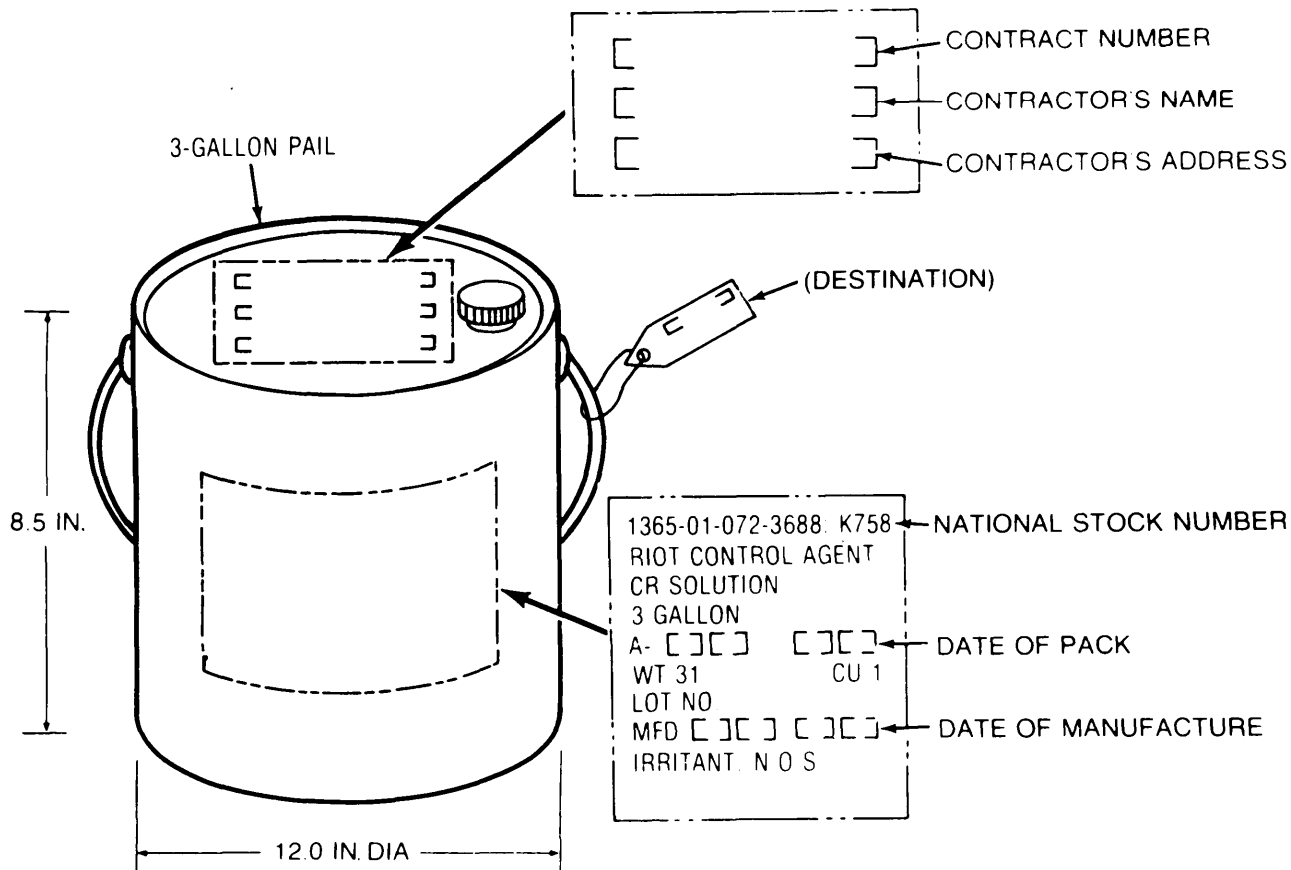 CONTRACT NUMBER
CONTRACTOR'S NAME
CONTRACTOR'S ADDRESS
3-GALLON PAIL
(DESTINATION)
8.5 IN.
1365-01-072-3688. K758
NATIONAL STOCK NUMBER
RIOT CONTROL AGENT
CR SOLUTION
3 GALLON
A-
DATE OF PACK
WT 31 CU 1
LOT NO
MFD
DATE OF MANUFACTURE
IRRITANT. N O S
12.0 IN. DIA